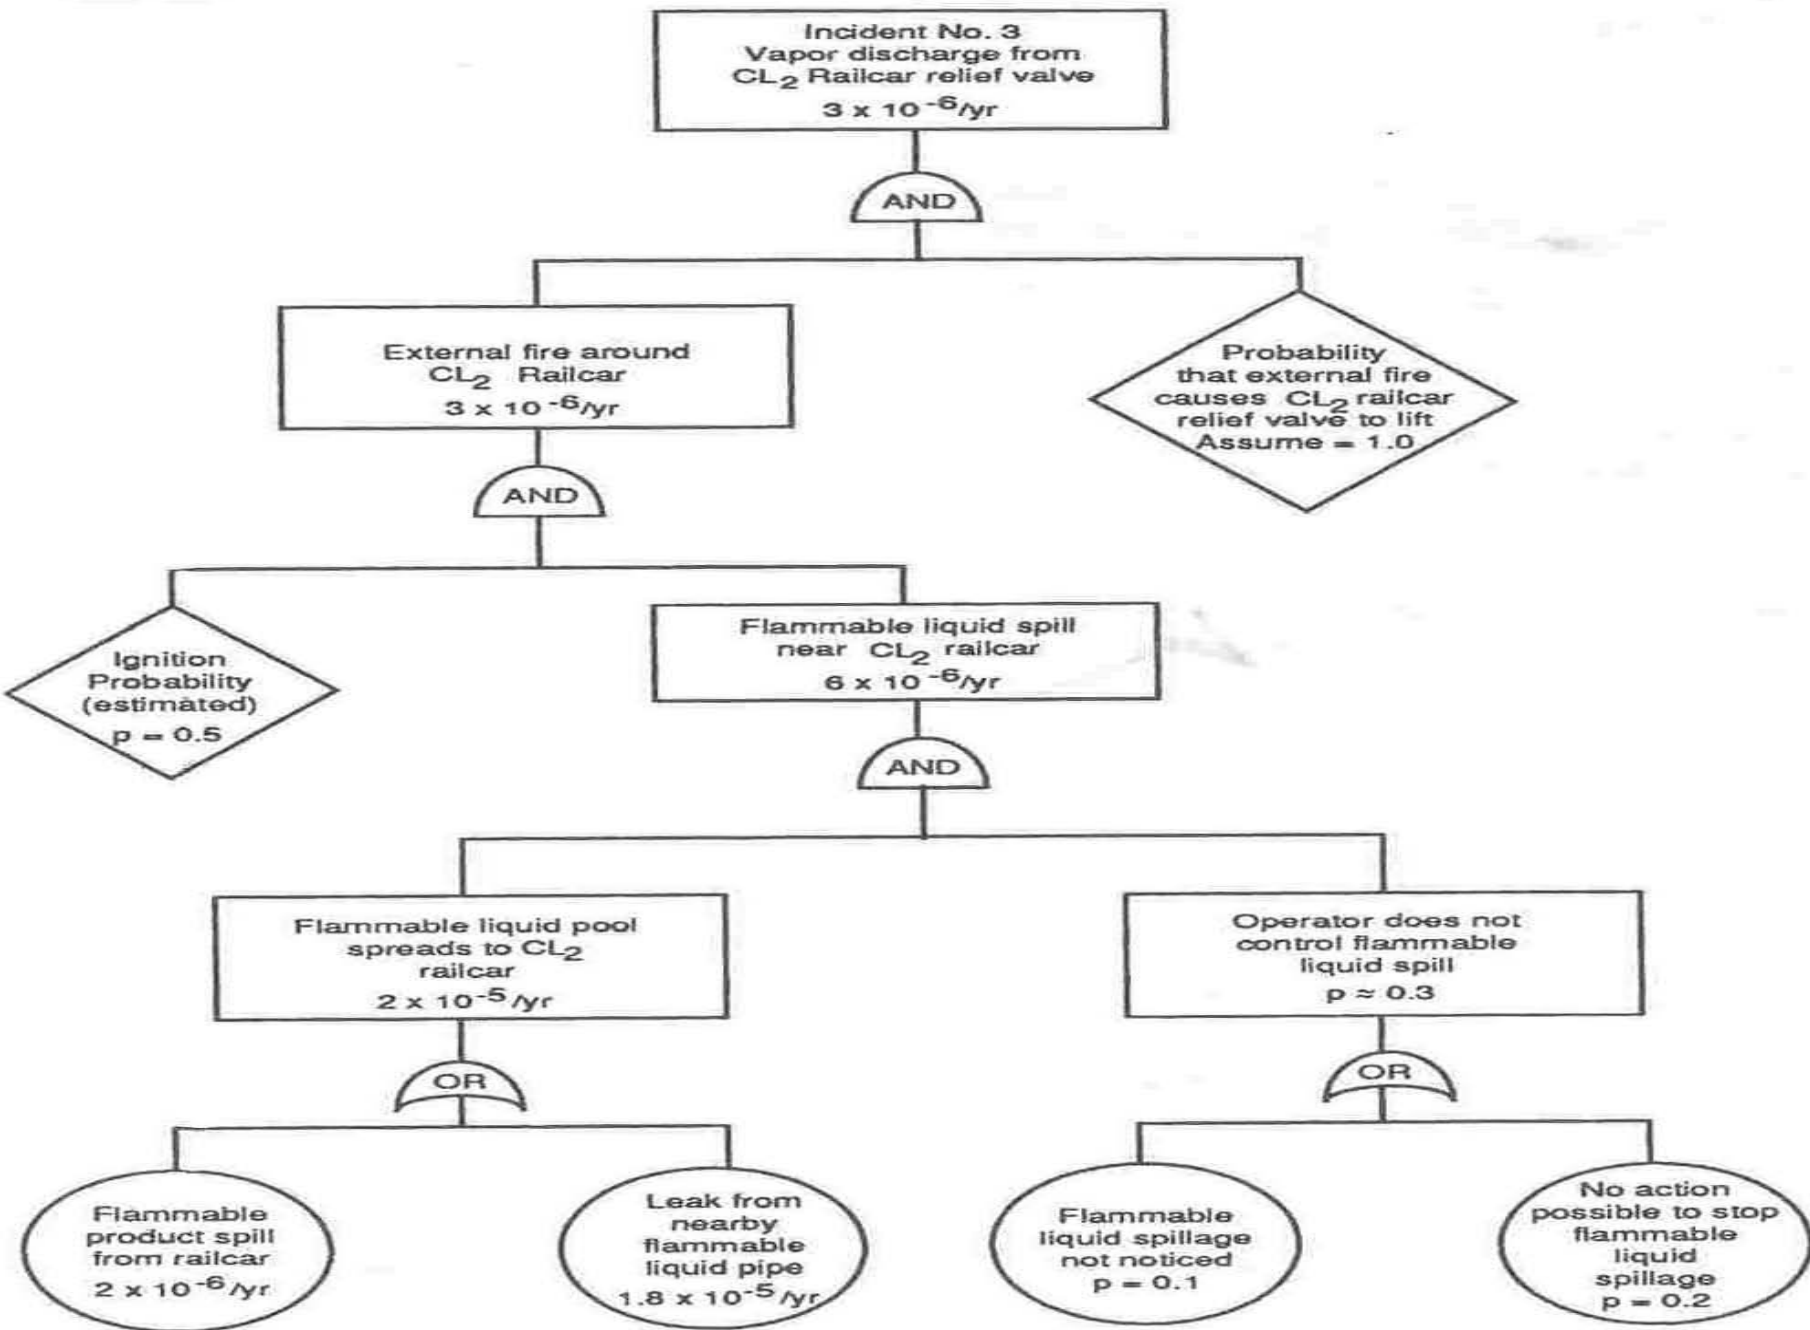 Incident No. 3
Vapor discharge from
CL2 Railcar relief valve
3 x 10-6/yr
AND
External fire around
CL2 Railcar
3 x 10-6/yr
Probability
that external fire
causes CL2 railcar
relief valve to lift
Assume = 1.0
AND
Ignition
Probability
(estimated)
p = 0.5
Flammable liquid spill
near CL2 railcar
6 x 10-6/yr
AND
Flammable liquid pool
spreads to CL2
railcar
2 x 10-5/yr
Operator does not
control flammable
liquid spill
p ≈ 0.3
OR
OR
Flammable
product spill
from railcar
2 x 10-6/yr
Leak from
nearby
flammable
liquid pipe
1.8 x 10-5/yr
Flammable
liquid spillage
not noticed
p = 0.1
No action
possible to stop
flammable
liquid
spillage
p = 0.2